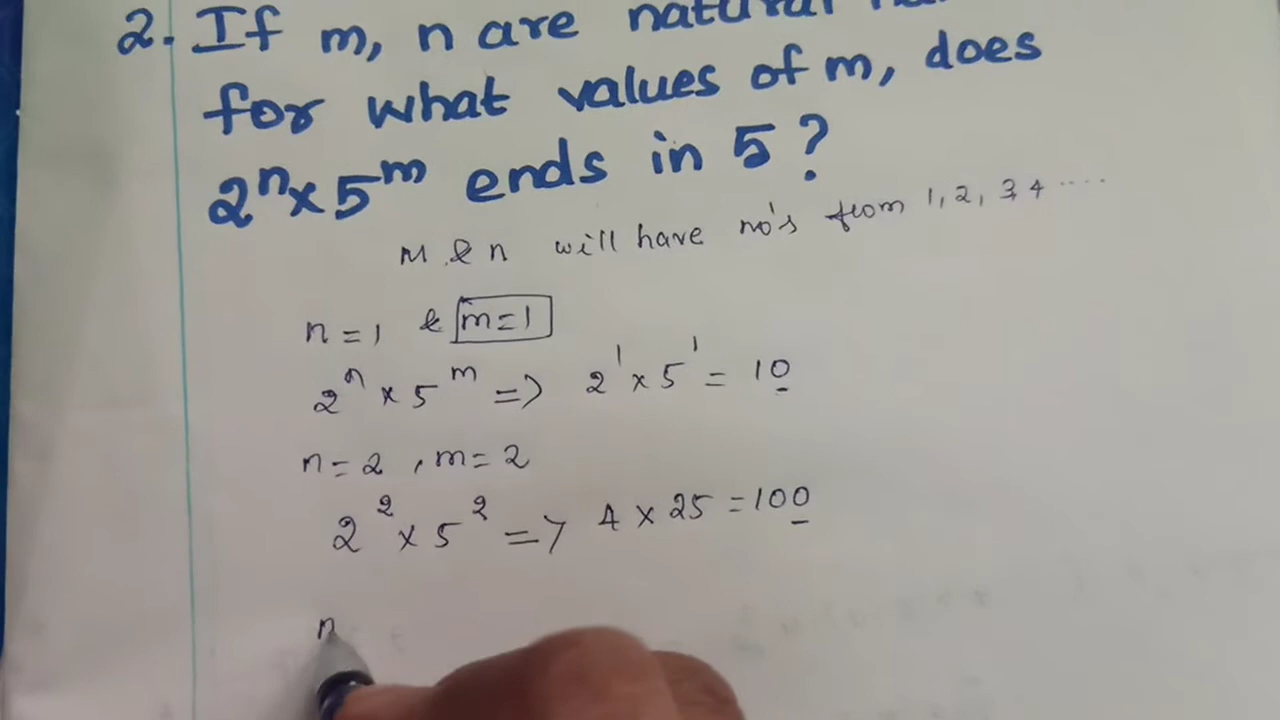 2. If m, n are natural
for what values of m, does
2ⁿ×5ᵐ ends in 5?
M & n will have no's from 1, 2, 3, 4 ....
n = 1 & m = 1
2ⁿ × 5ᵐ => 2¹ × 5¹ = 10
n = 2 , m = 2
2² × 5² => 4 × 25 = 100
n